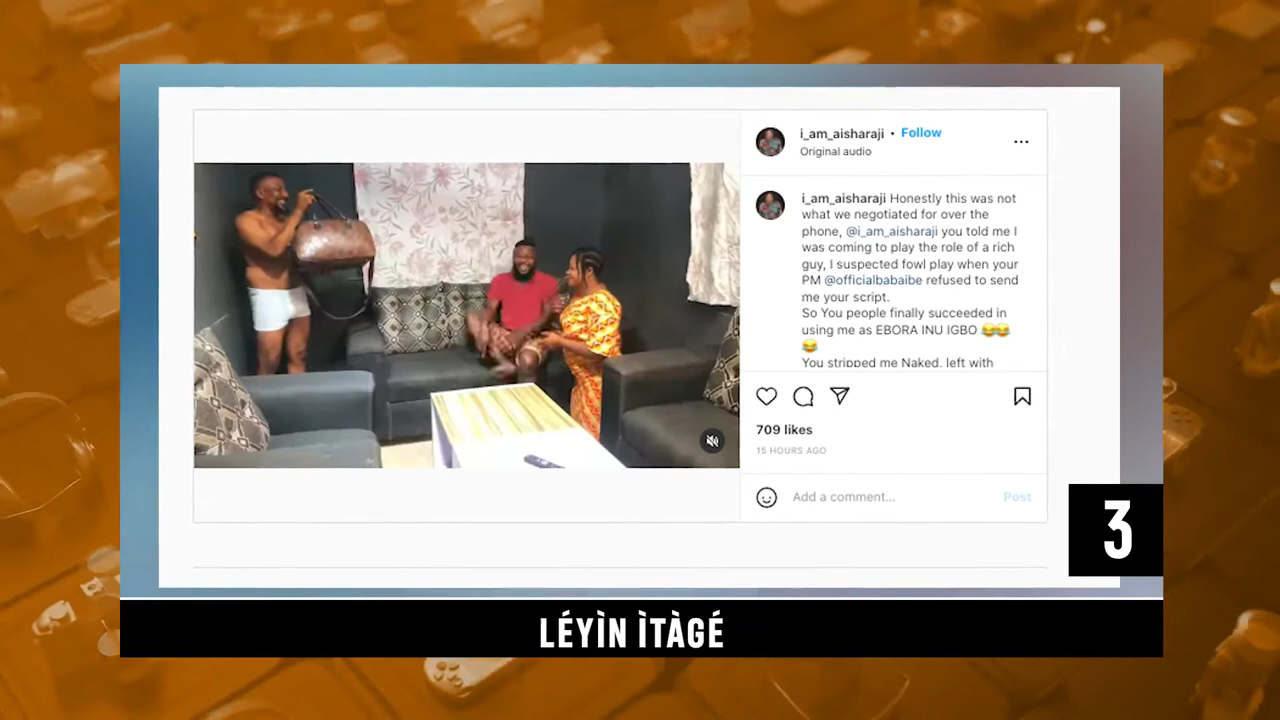 i_am_aisharaji • Follow
Original audio
i_am_aisharaji Honestly this was not
what we negotiated for over the
phone, @i_am_aisharaji you told me I
was coming to play the role of a rich
guy, I suspected fowl play when your
PM @officialbabaibe refused to send
me your script.
So You people finally succeeded in
using me as EBORA INU IGBO 😂😂
😂
You stripped me Naked, left with
709 likes
15 HOURS AGO
Add a comment... Post
3
LÉYÌN ÌTÀGÉ